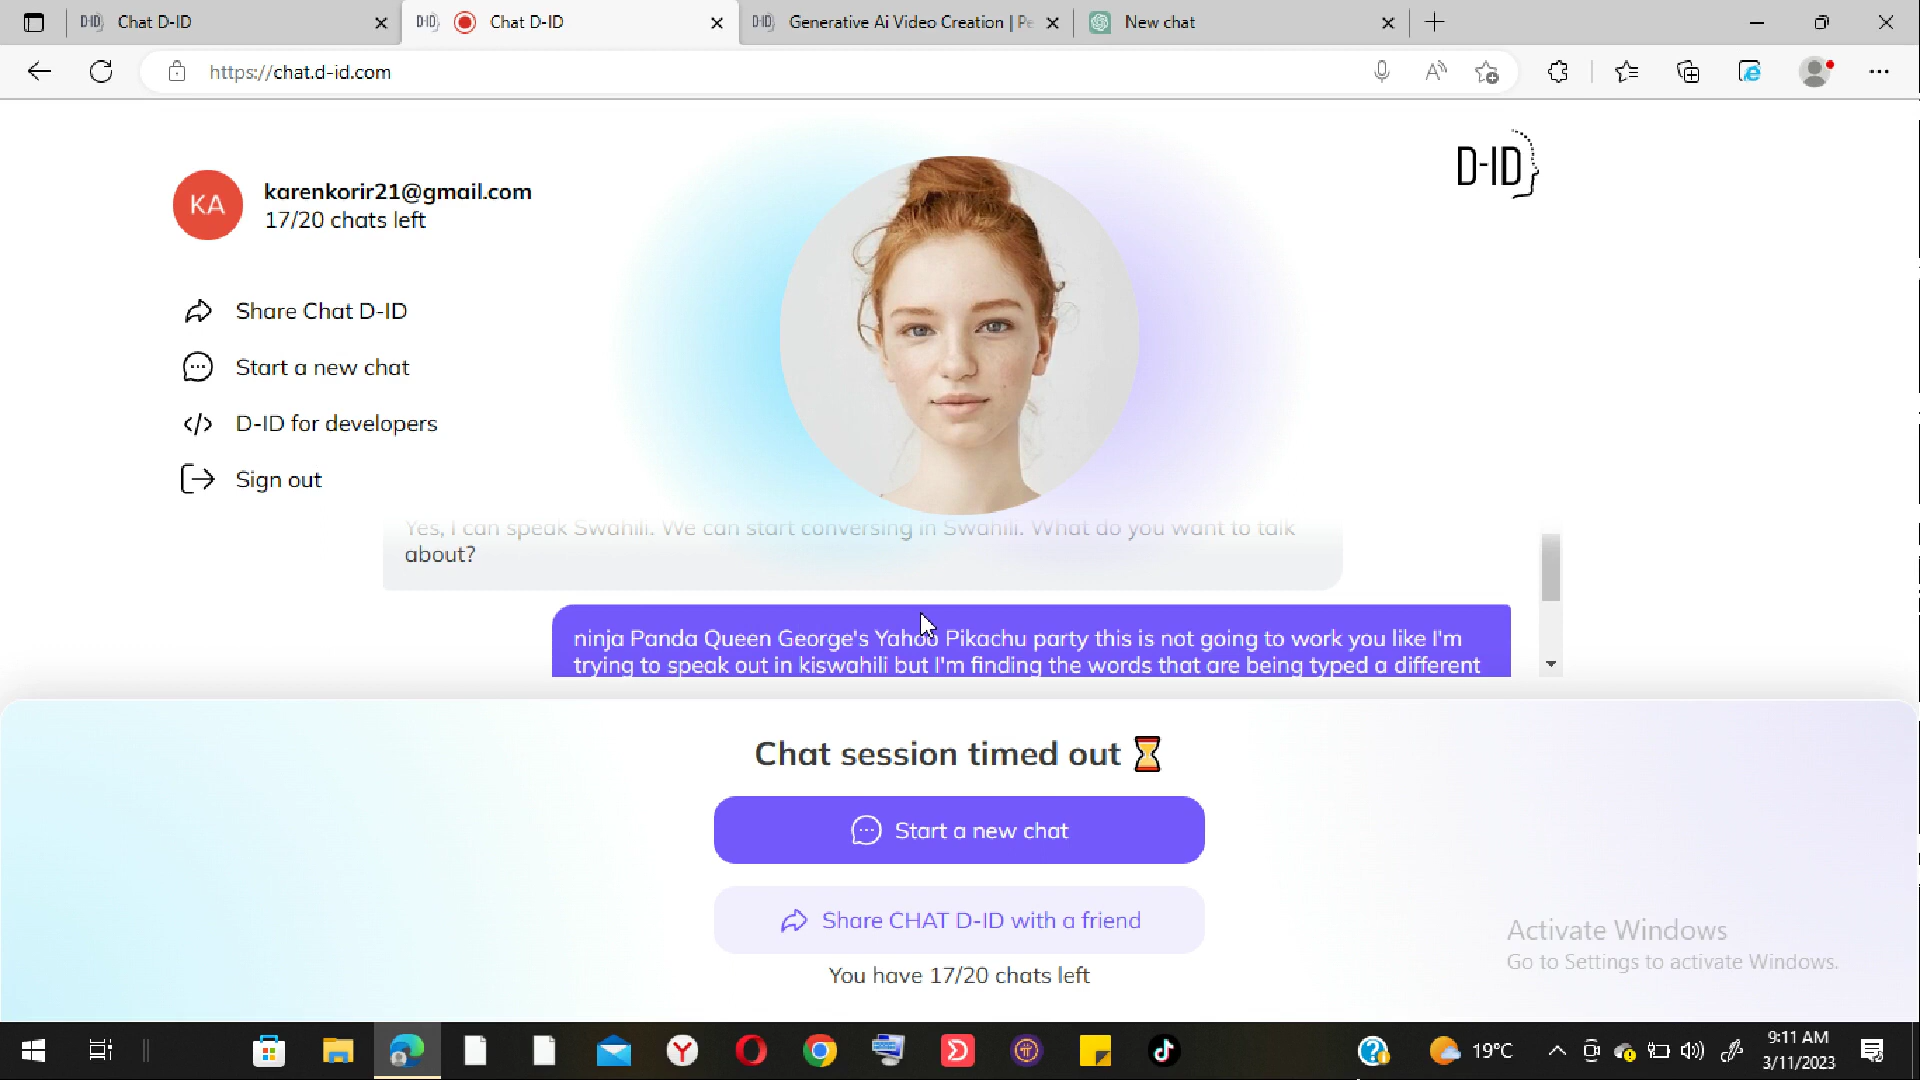 Chat D-ID
Chat D-ID
Generative Ai Video Creation | Pe
New chat
https://chat.d-id.com
D-ID
KA
karenkorir21@gmail.com
17/20 chats left
Share Chat D-ID
Start a new chat
D-ID for developers
Sign out
Yes, I can speak Swahili. We can start conversing in Swahili. What do you want to talk
about?
ninja Panda Queen George's Yahoo Pikachu party this is not going to work you like I'm
trying to speak out in kiswahili but I'm finding the words that are being typed a different
Chat session timed out
Start a new chat
Share CHAT D-ID with a friend
You have 17/20 chats left
Activate Windows
Go to Settings to activate Windows.
19°C
9:11 AM
3/11/2023